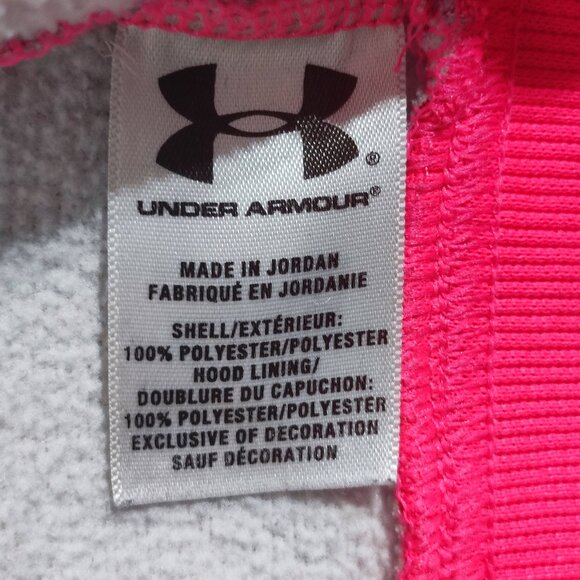 ®
UNDER ARMOUR®
MADE IN JORDAN
FABRIQUÉ EN JORDANIE
SHELL/EXTÉRIEUR:
100% POLYESTER/POLYESTER
HOOD LINING/
DOUBLURE DU CAPUCHON:
100% POLYESTER/POLYESTER
EXCLUSIVE OF DECORATION
SAUF DÉCORATION